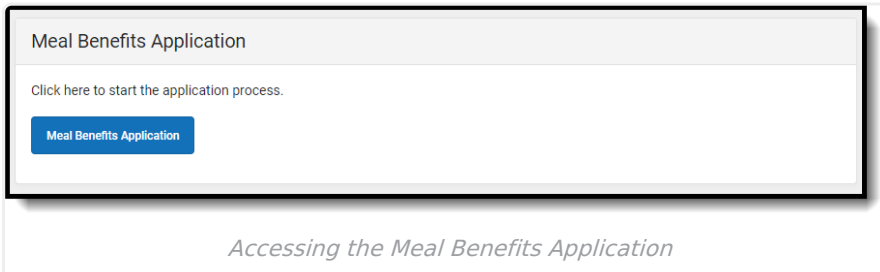 Meal Benefits Application
Click here to start the application process.
Meal Benefits Application
Accessing the Meal Benefits Application